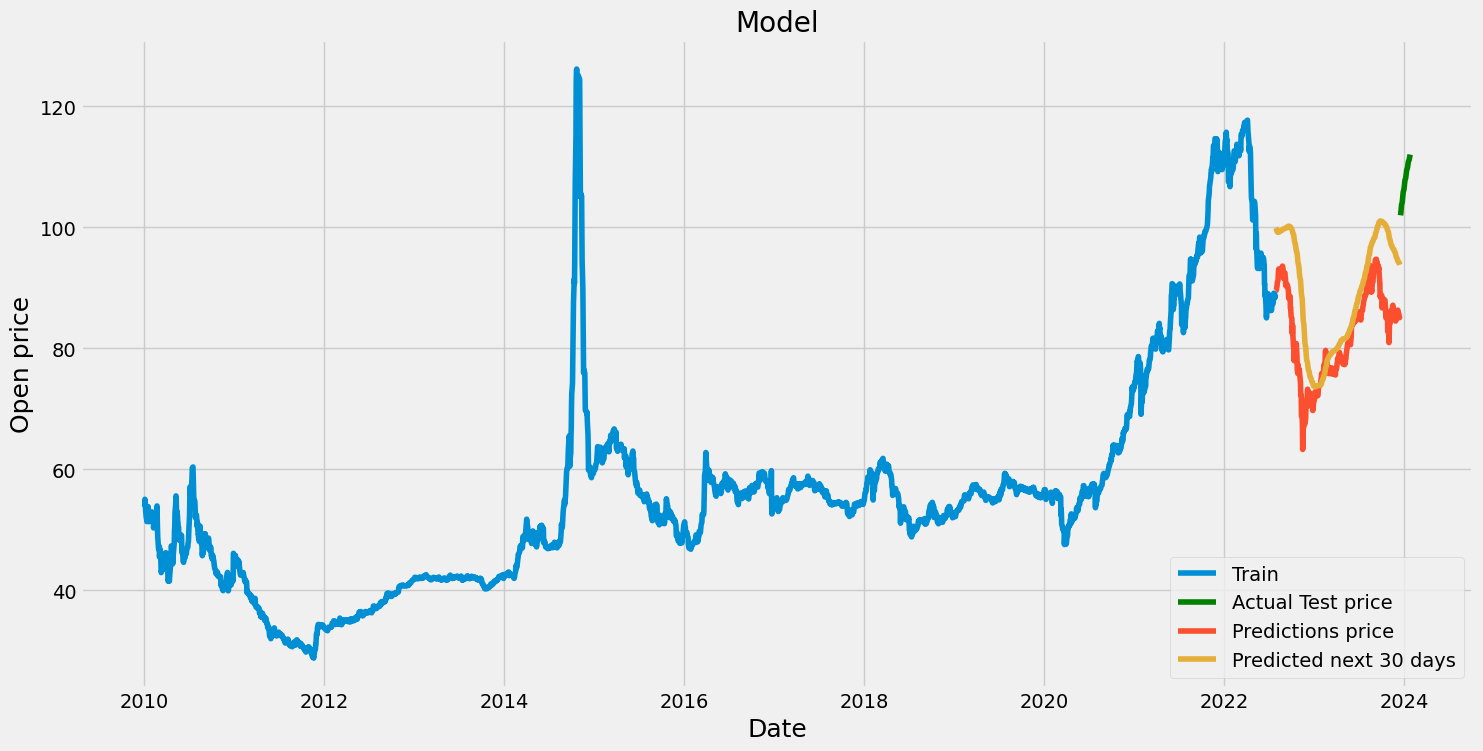 Model
Open price
120
100
80
60
40
2010 2012 2014 2016 2018 2020 2022 2024
Date
Train
Actual Test price
Predictions price
Predicted next 30 days